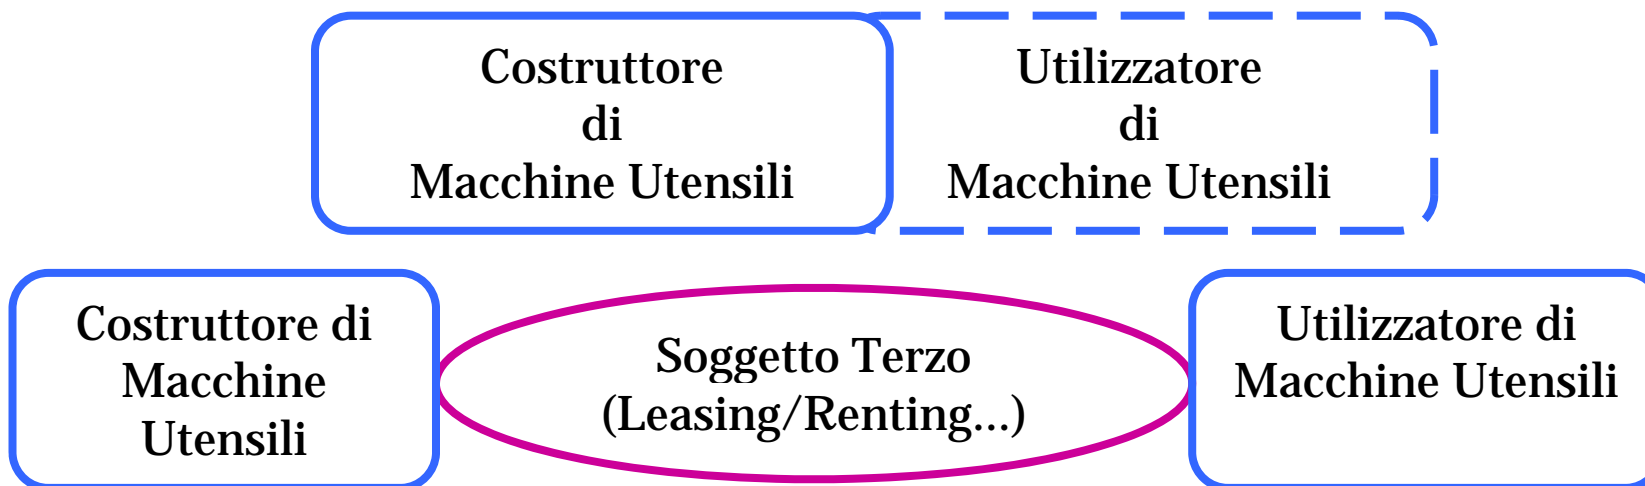 Costruttore
di
Macchine Utensili
Utilizzatore
di
Macchine Utensili
Costruttore di
Macchine
Utensili
Soggetto Terzo
(Leasing/Renting...)
Utilizzatore di
Macchine Utensili